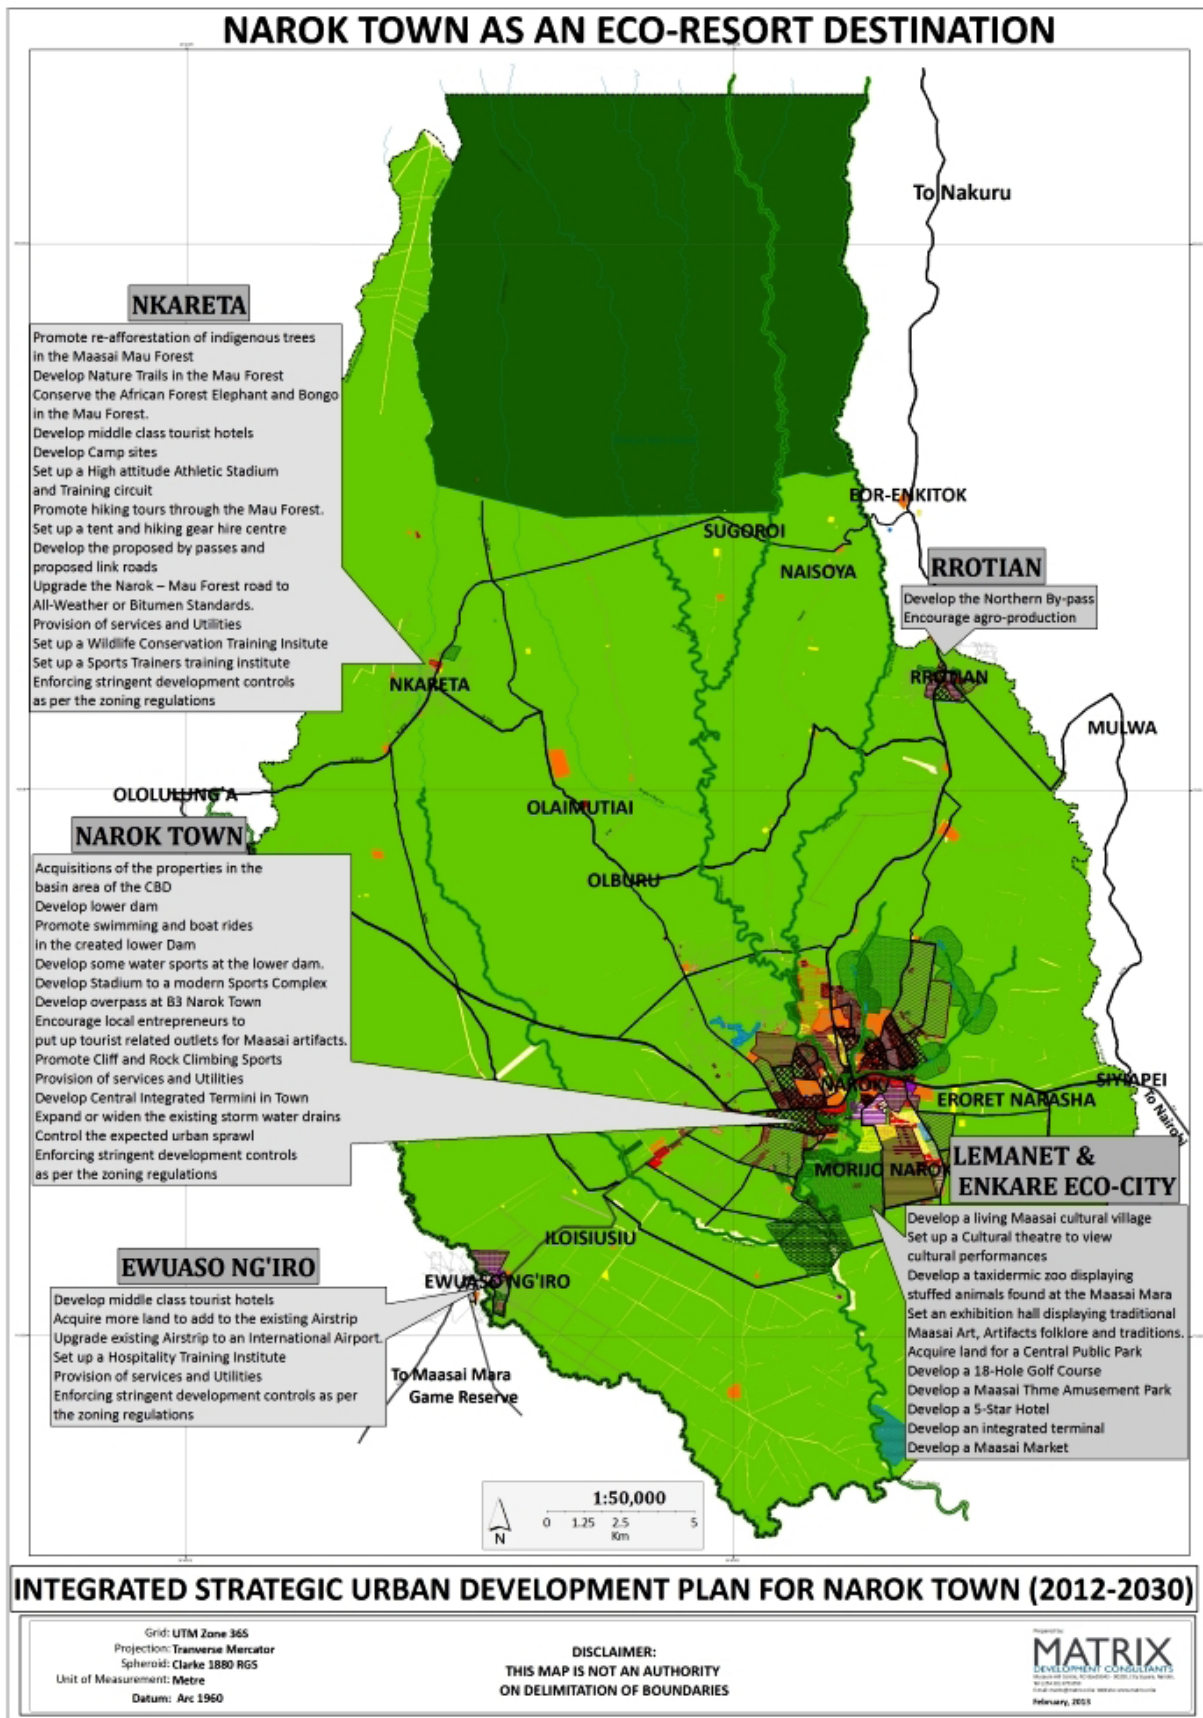 NAROK TOWN AS AN ECO-RESORT DESTINATION
To Nakuru
NKARETA
Promote re-afforestation of indigenous trees
in the Maasai Mau Forest
Develop Nature Trails in the Mau Forest
Conserve the African Forest Elephant and Bongo
in the Mau Forest.
Develop middle class tourist hotels
Develop Camp sites
Set up a High attitude Athletic Stadium
and Training circuit
Promote hiking tours through the Mau Forest.
Set up a tent and hiking gear hire centre
Develop the proposed by passes and
proposed link roads
Upgrade the Narok – Mau Forest road to
All-Weather or Bitumen Standards.
Provision of services and Utilities
Set up a Wildlife Conservation Training Insitute
Set up a Sports Trainers training institute
Enforcing stringent development controls
as per the zoning regulations
EOR-ENKITOK
SUGOROI
NAISOYA
RROTIAN
Develop the Northern By-pass
Encourage agro-production
NKARETA
RROTIAN
MULWA
OLOLULUNG'A
OLAIMUTIAI
NAROK TOWN
Acquisitions of the properties in the
basin area of the CBD
Develop lower dam
Promote swimming and boat rides
in the created lower Dam
Develop some water sports at the lower dam.
Develop Stadium to a modern Sports Complex
Develop overpass at B3 Narok Town
Encourage local entrepreneurs to
put up tourist related outlets for Maasai artifacts.
Promote Cliff and Rock Climbing Sports
Provision of services and Utilities
Develop Central Integrated Termini in Town
Expand or widen the existing storm water drains
Control the expected urban sprawl
Enforcing stringent development controls
as per the zoning regulations
OLBURU
NAROK
SIYIAPEI
ERORET NARASHA
To Nairobi
MORIJO NAROK
LEMANET &
ENKARE ECO-CITY
Develop a living Maasai cultural village
Set up a Cultural theatre to view
cultural performances
Develop a taxidermic zoo displaying
stuffed animals found at the Maasai Mara
Set an exhibition hall displaying traditional
Maasai Art, Artifacts folklore and traditions.
Acquire land for a Central Public Park
Develop a 18-Hole Golf Course
Develop a Maasai Thme Amusement Park
Develop a 5-Star Hotel
Develop an integrated terminal
Develop a Maasai Market
ILOISIUSIU
EWUASO NG'IRO
EWUASO NG'IRO
Develop middle class tourist hotels
Acquire more land to add to the existing Airstrip
Upgrade existing Airstrip to an International Airport.
Set up a Hospitality Training Institute
Provision of services and Utilities
Enforcing stringent development controls as per
the zoning regulations
To Maasai Mara
Game Reserve
1:50,000
0 1.25 2.5 5
Km
N
INTEGRATED STRATEGIC URBAN DEVELOPMENT PLAN FOR NAROK TOWN (2012-2030)
Grid: UTM Zone 36S
Projection: Tranverse Mercator
Spheroid: Clarke 1880 RGS
Unit of Measurement: Metre
Datum: Arc 1960
DISCLAIMER:
THIS MAP IS NOT AN AUTHORITY
ON DELIMITATION OF BOUNDARIES
Prepared by:
MATRIX
DEVELOPMENT CONSULTANTS
February, 2013